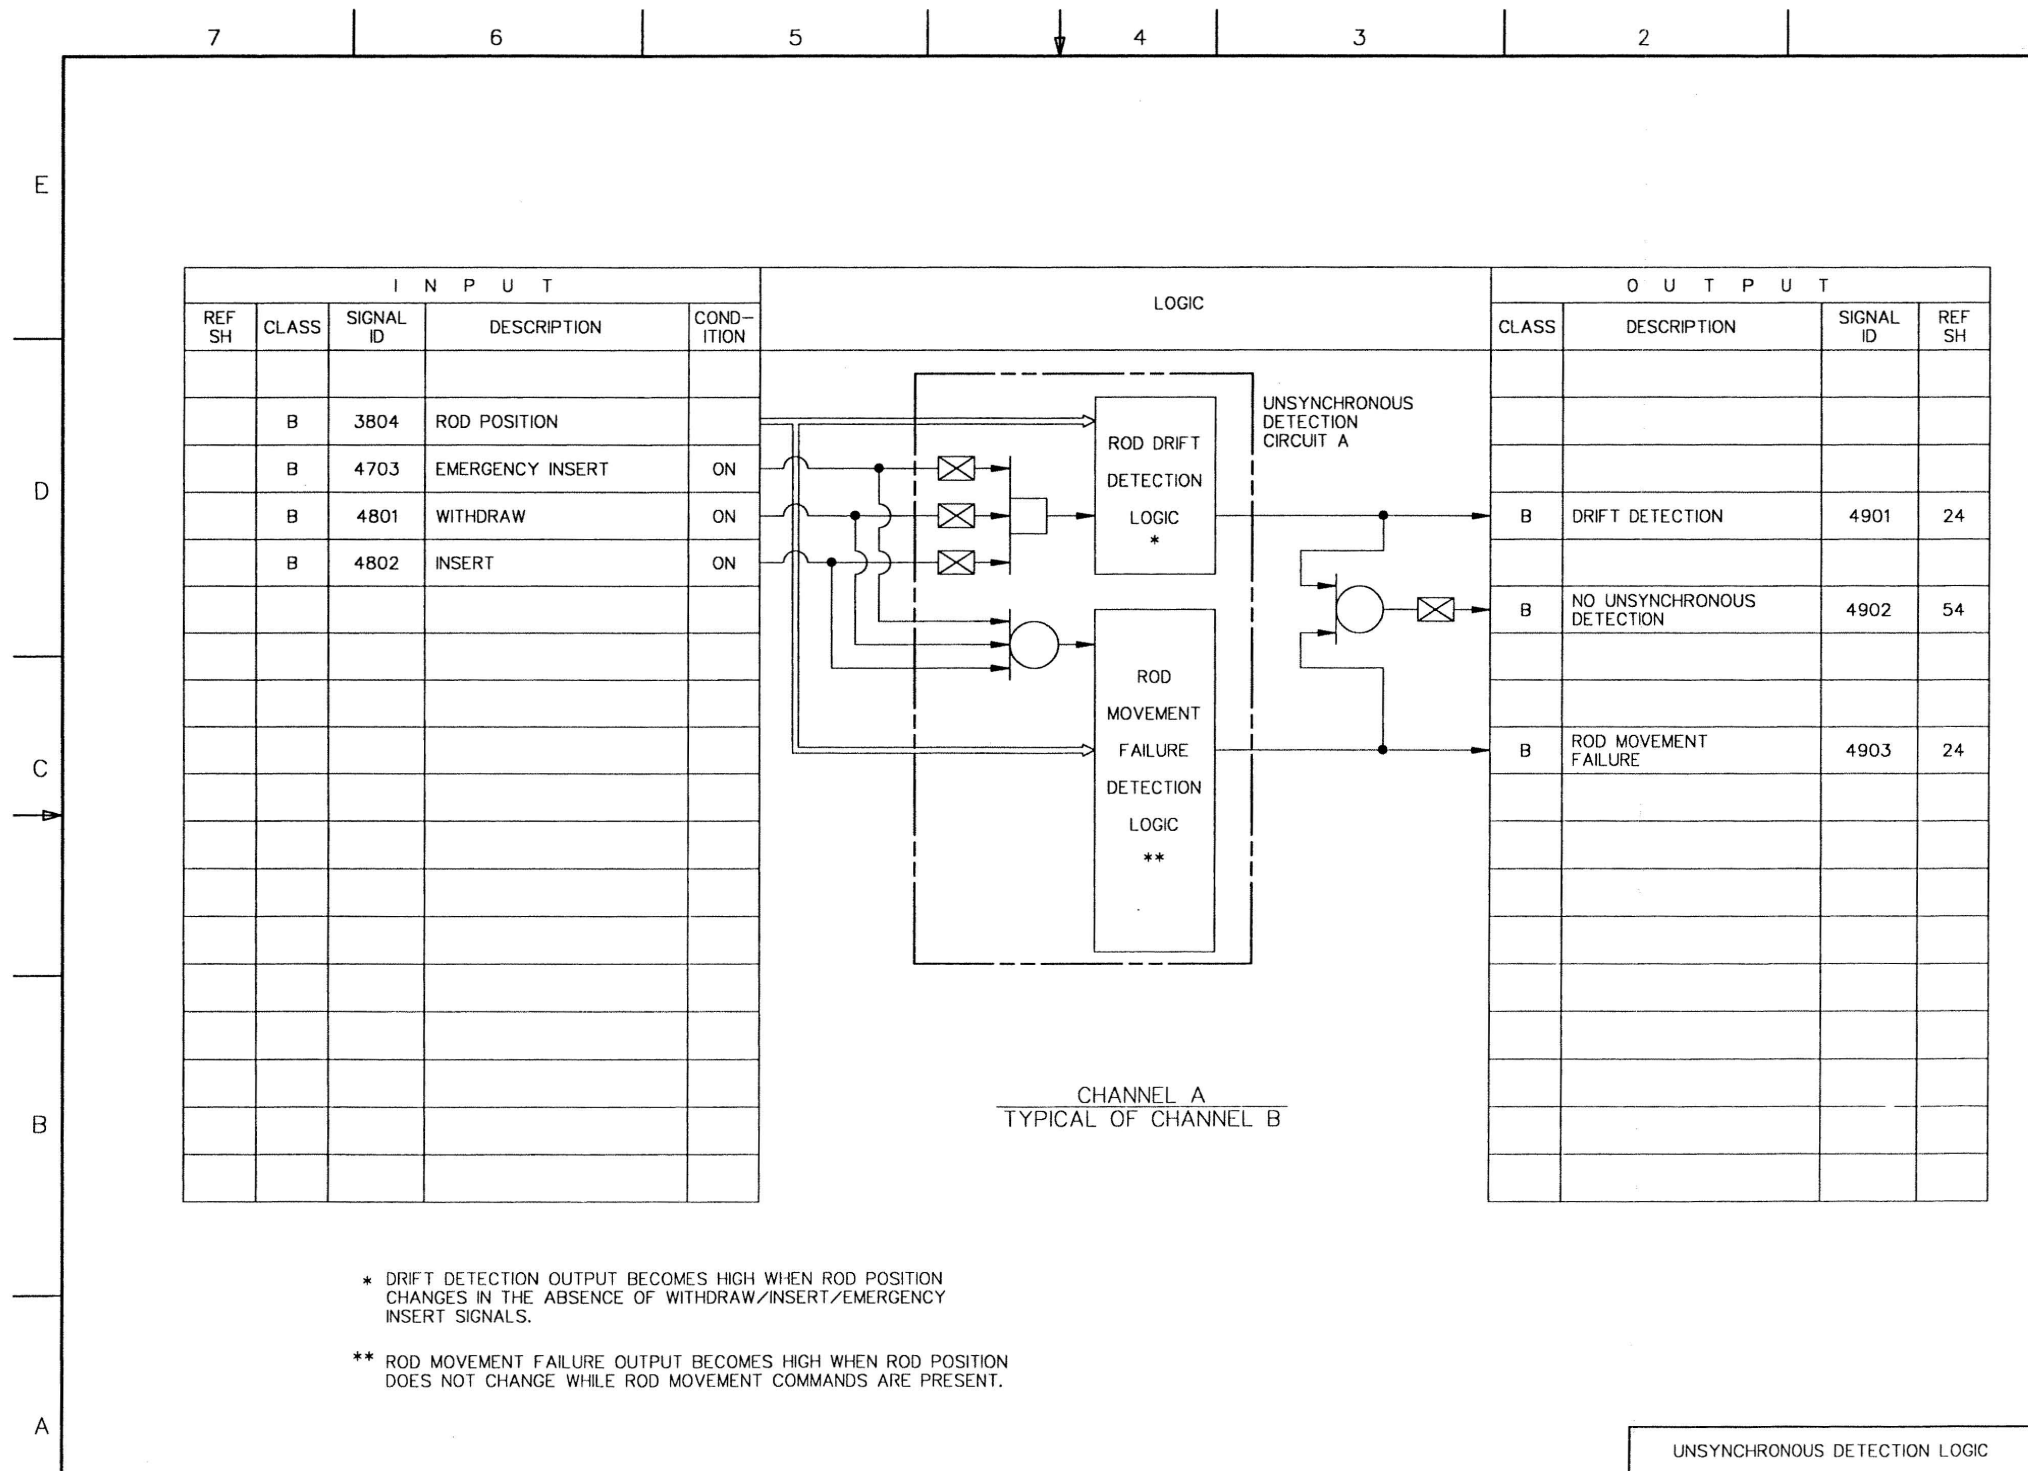 7 6 5 4 3 2
E
D
C
B
A
I N P U T
LOGIC
O U T P U T
REF SH
CLASS
SIGNAL ID
DESCRIPTION
COND-ITION
CLASS
DESCRIPTION
SIGNAL ID
REF SH
B 3804 ROD POSITION
B 4703 EMERGENCY INSERT ON
B 4801 WITHDRAW ON
B 4802 INSERT ON
ROD DRIFT
DETECTION
LOGIC
*
UNSYNCHRONOUS
DETECTION
CIRCUIT A
ROD
MOVEMENT
FAILURE
DETECTION
LOGIC
**
B DRIFT DETECTION 4901 24
B NO UNSYNCHRONOUS DETECTION 4902 54
B ROD MOVEMENT FAILURE 4903 24
CHANNEL A
TYPICAL OF CHANNEL B
* DRIFT DETECTION OUTPUT BECOMES HIGH WHEN ROD POSITION
CHANGES IN THE ABSENCE OF WITHDRAW/INSERT/EMERGENCY
INSERT SIGNALS.
** ROD MOVEMENT FAILURE OUTPUT BECOMES HIGH WHEN ROD POSITION
DOES NOT CHANGE WHILE ROD MOVEMENT COMMANDS ARE PRESENT.
UNSYNCHRONOUS DETECTION LOGIC